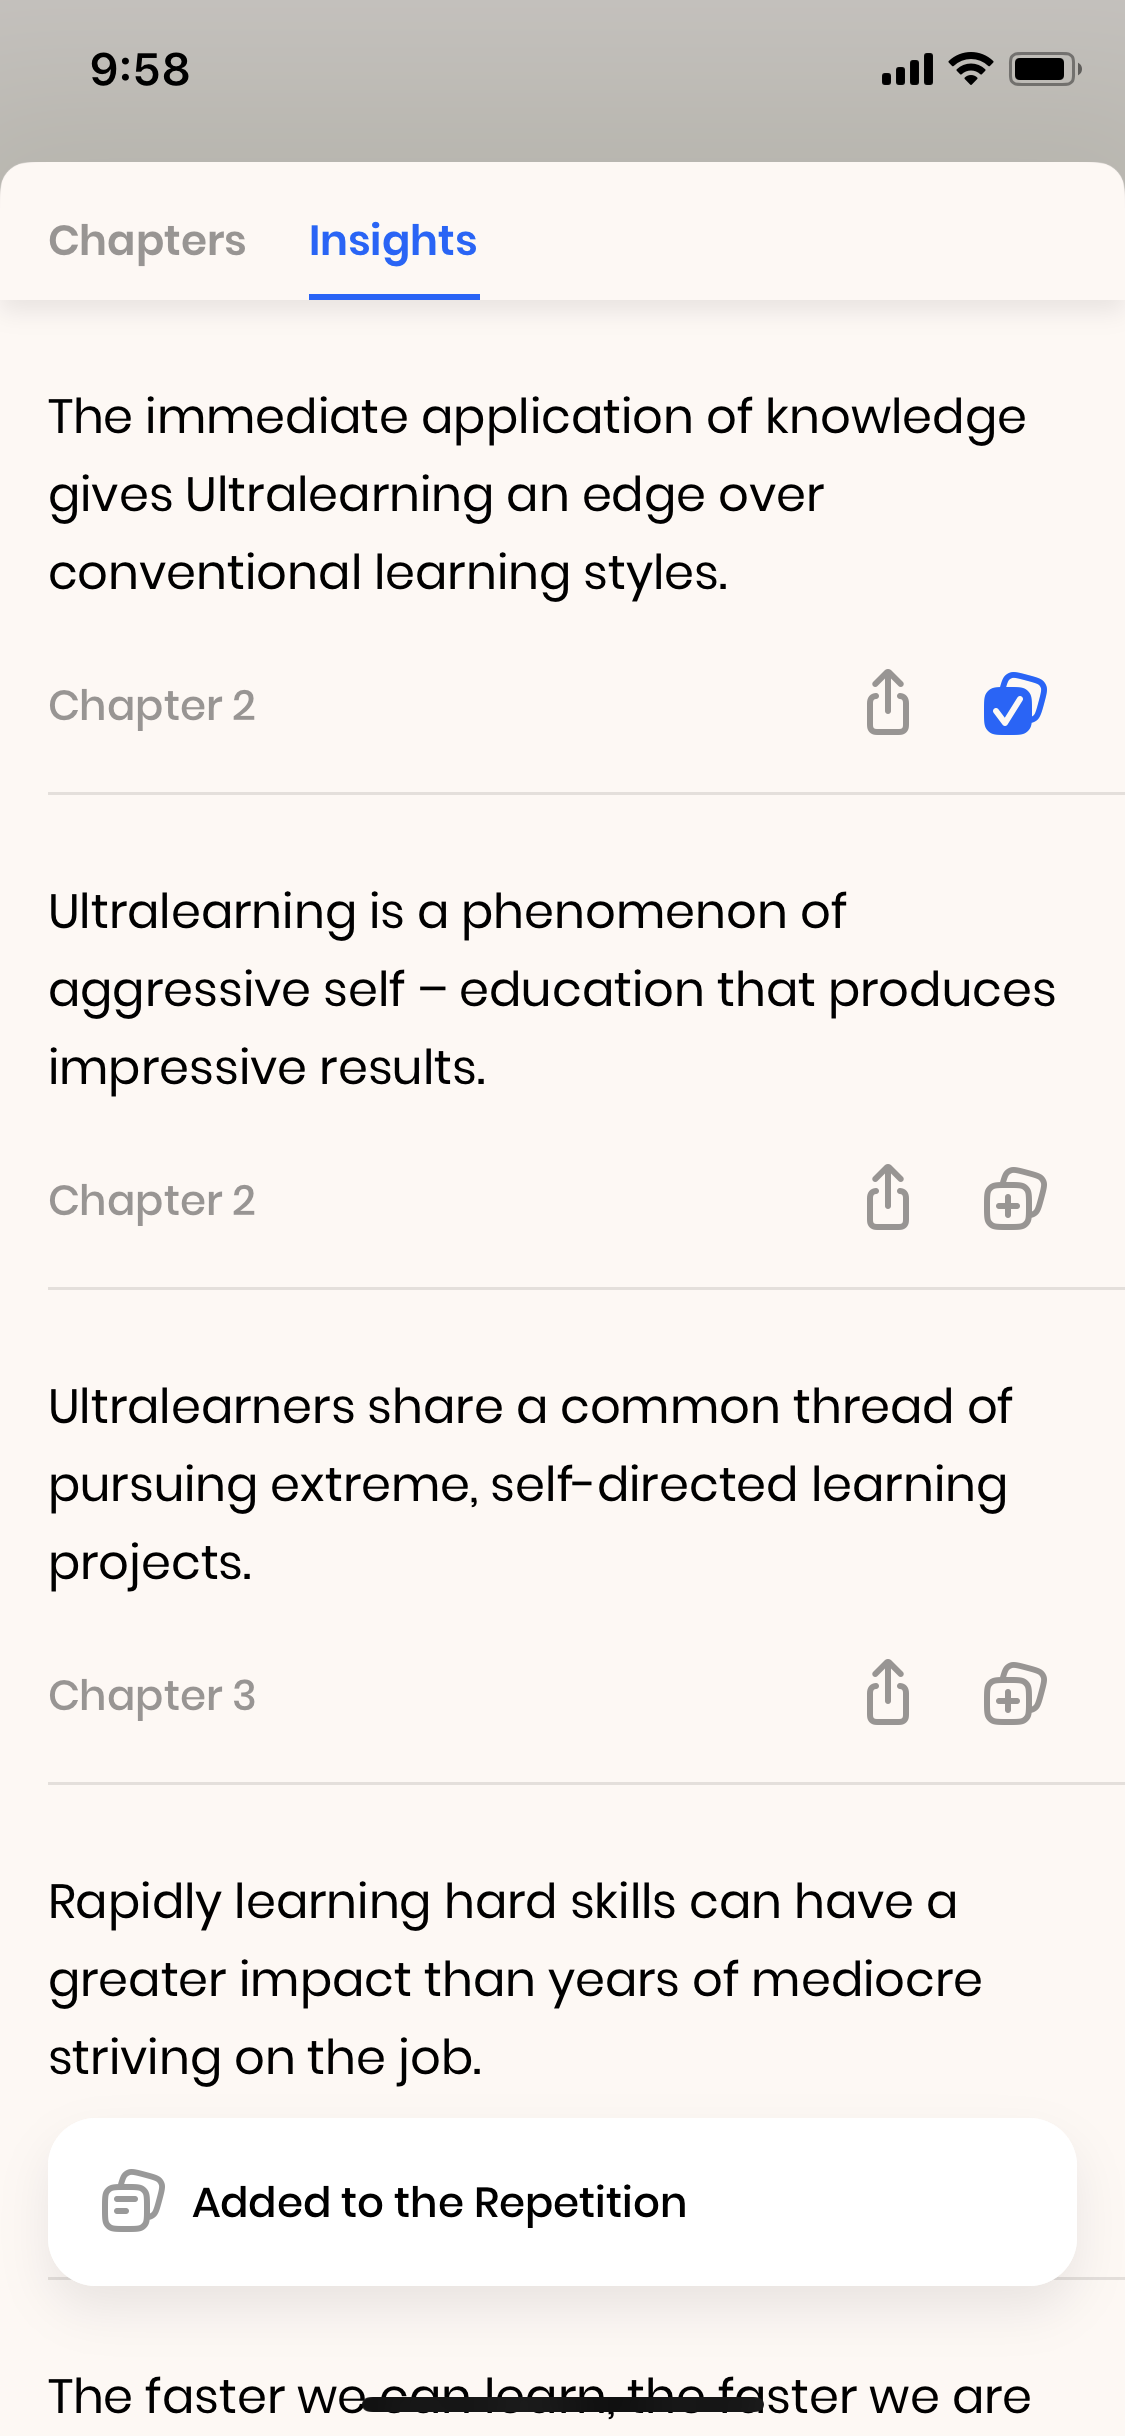 9:58
Chapters Insights
The immediate application of knowledge
gives Ultralearning an edge over
conventional learning styles.
Chapter 2
Ultralearning is a phenomenon of
aggressive self – education that produces
impressive results.
Chapter 2
Ultralearners share a common thread of
pursuing extreme, self-directed learning
projects.
Chapter 3
Rapidly learning hard skills can have a
greater impact than years of mediocre
striving on the job.
Added to the Repetition
The faster we can learn, the faster we are